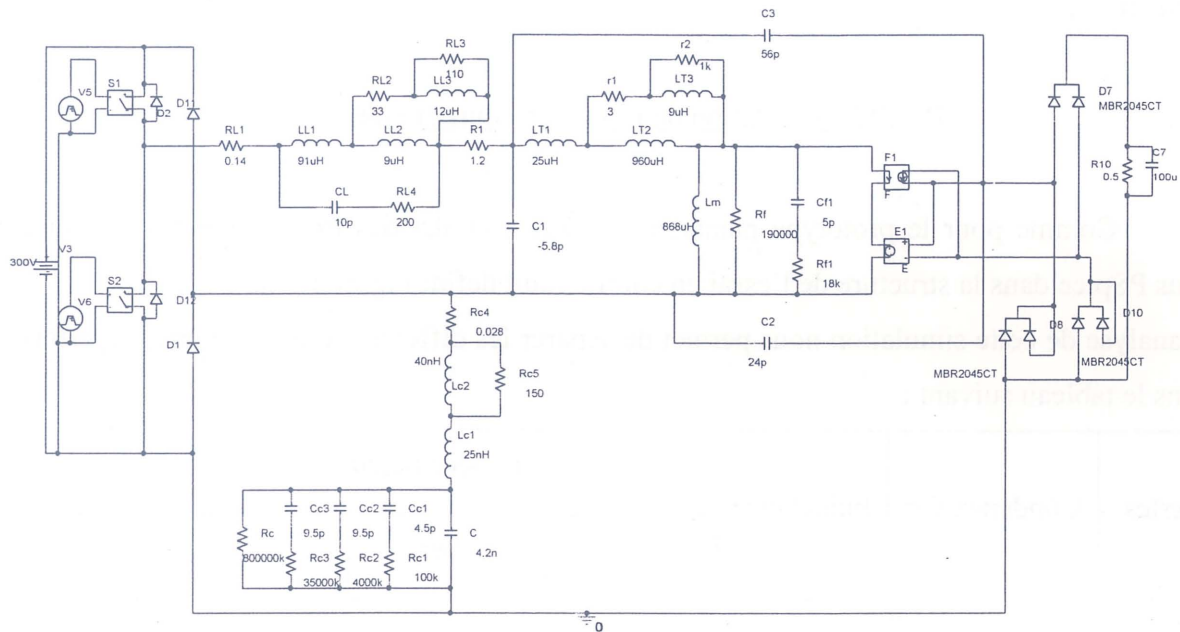 C3
56p
RL3
110
r2
1k
V5
S1
D2
D11
RL2
33
LL3
12uH
r1
3
LT3
9uH
D7
MBR2045CT
RL1
0.14
LL1
91uH
LL2
9uH
R1
1.2
LT1
25uH
LT2
960uH
F1
F
R10
0.5
C7
100u
CL
10p
RL4
200
C1
-5.8p
Lm
868uH
Rf
190000
Cf1
5p
Rf1
18k
E1
E
V3
300V
V6
S2
D12
D1
Rc4
0.028
C2
24p
D8
D10
MBR2045CT
MBR2045CT
40nH
Lc2
Rc5
150
Lc1
25nH
Rc
800000k
Cc3
9.5p
Rc3
35000k
Cc2
9.5p
Rc2
4000k
Cc1
4.5p
Rc1
100k
C
4.2n
0